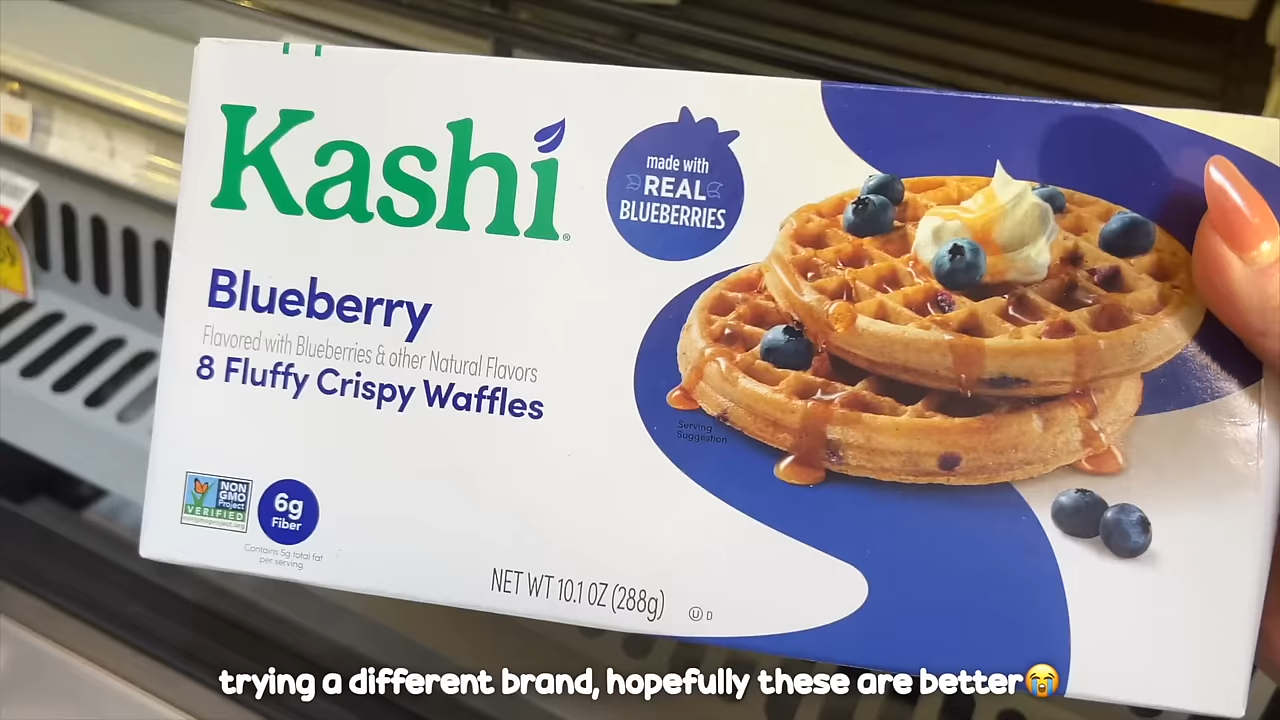 Kashi®
made with
REAL
BLUEBERRIES
Blueberry
Flavored with Blueberries & other Natural Flavors
8 Fluffy Crispy Waffles
Serving
Suggestion
NON
GMO
Project
VERIFIED
nongmoproject.org
6g
Fiber
Contains 5g total fat
per serving.
NET WT 10.1 OZ (288g)
U D
trying a different brand, hopefully these are better😭